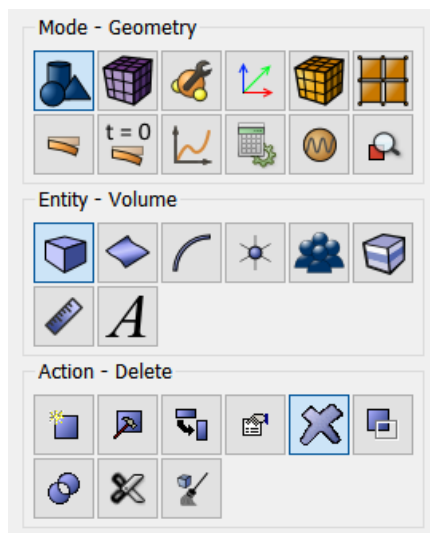 Mode - Geometry
t = 0
Entity - Volume
A
Action - Delete